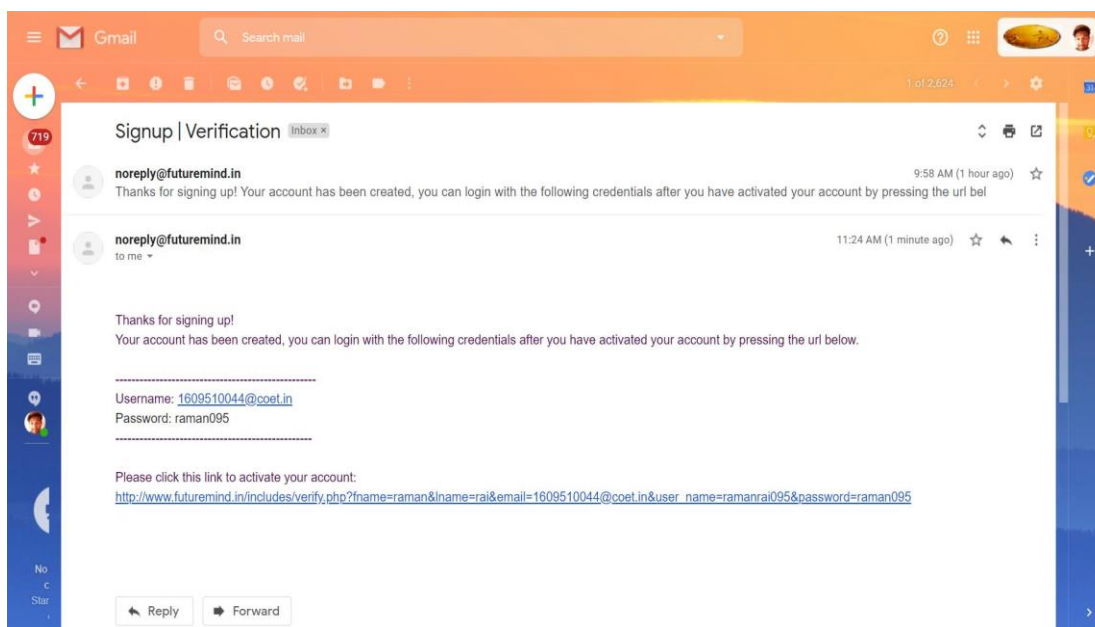 Gmail
Search mail
1 of 2,624
31
719
Signup | Verification Inbox ×
noreply@futuremind.in
9:58 AM (1 hour ago)
Thanks for signing up! Your account has been created, you can login with the following credentials after you have activated your account by pressing the url bel
noreply@futuremind.in
11:24 AM (1 minute ago)
to me
Thanks for signing up!
Your account has been created, you can login with the following credentials after you have activated your account by pressing the url below.
--------------------------------------------------
Username: 1609510044@coet.in
Password: raman095
-------------------------------------------------
Please click this link to activate your account:
http://www.futuremind.in/includes/verify.php?fname=raman&lname=rai&email=1609510044@coet.in&user_name=ramanrai095&password=raman095
No
c
Star
Reply
Forward